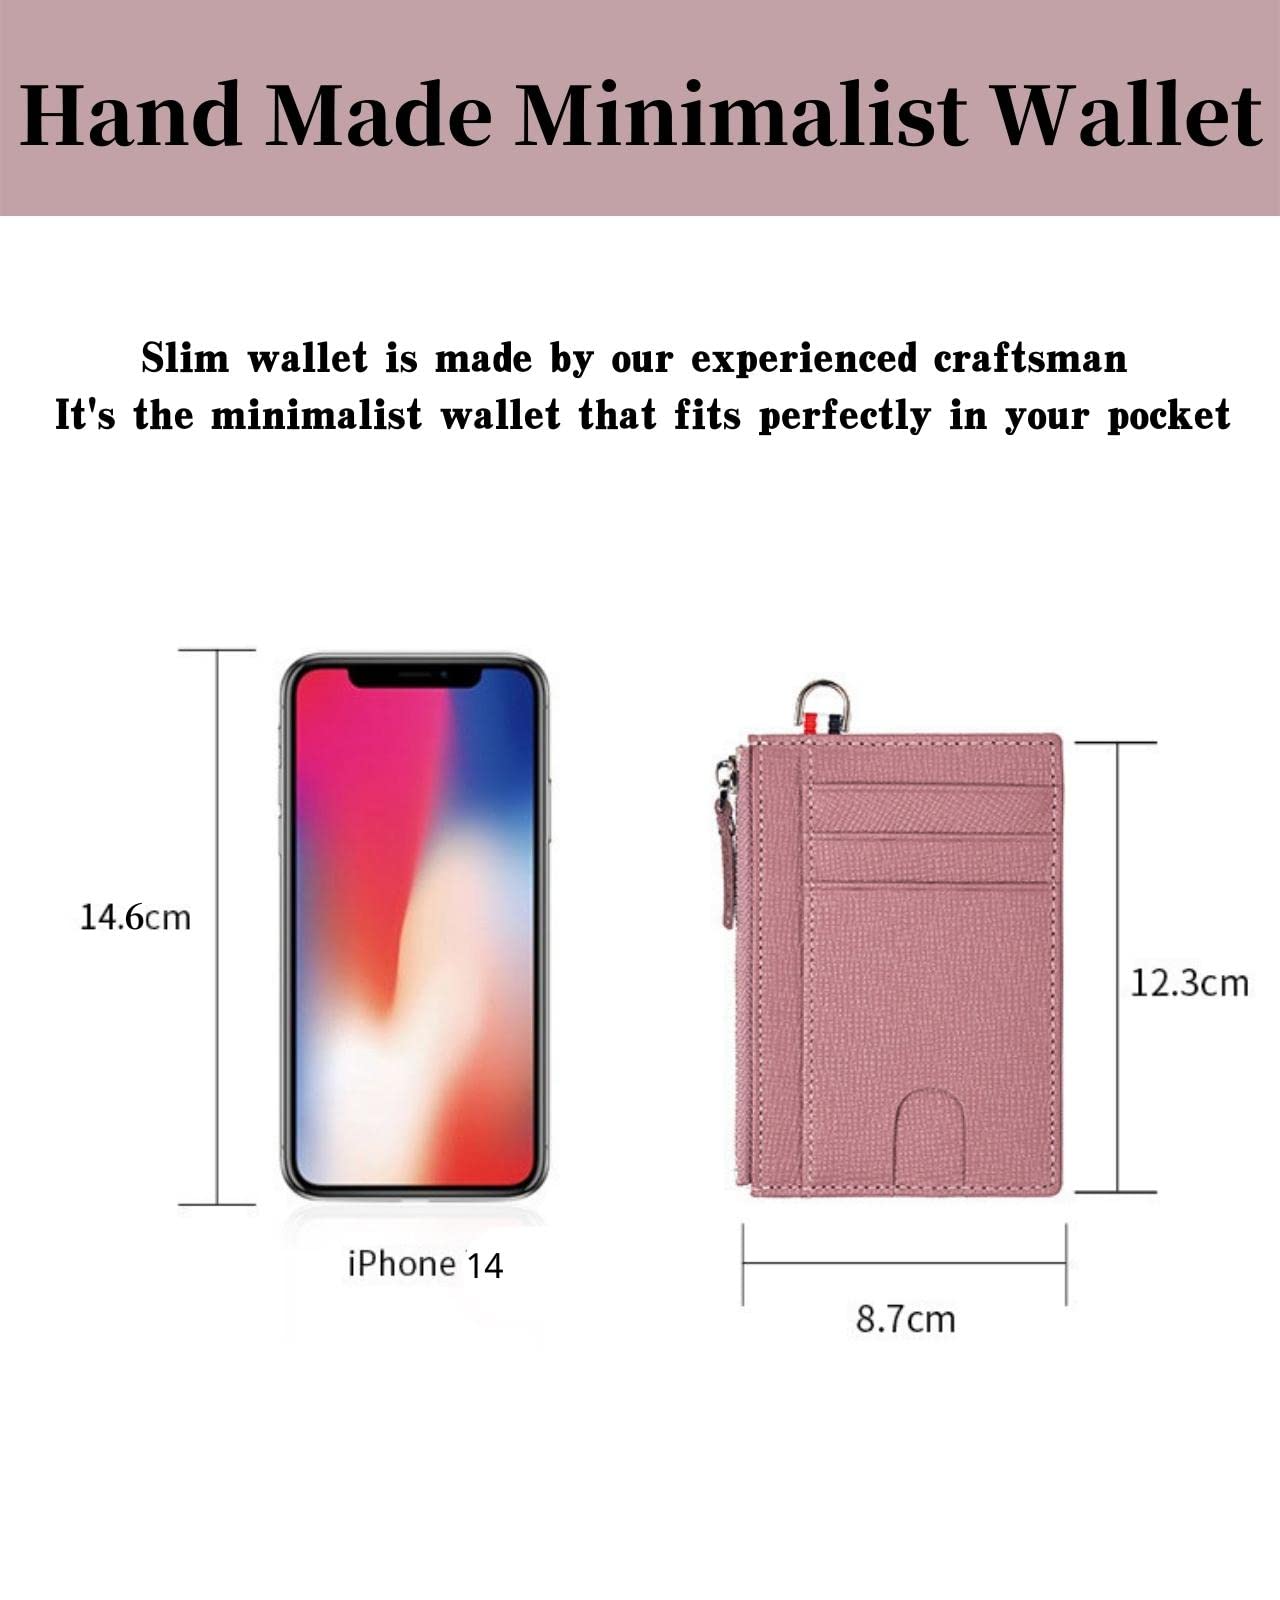 Hand Made Minimalist Wallet
Slim wallet is made by our experienced craftsman
It's the minimalist wallet that fits perfectly in your pocket
14.6cm
12.3cm
iPhone 14
8.7cm